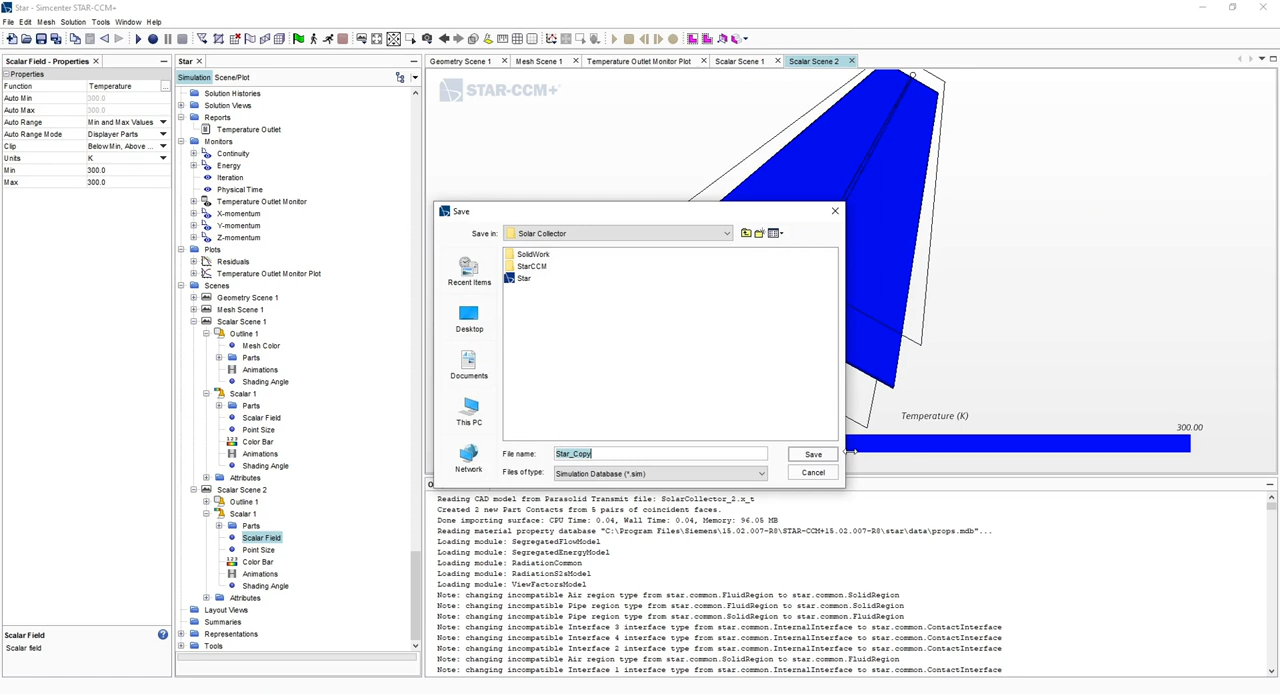 Star - Simcenter STAR-CCM+
File Edit Mesh Solution Tools Window Help
Scalar Field - Properties
Properties
Function Temperature
Auto Min 300.0
Auto Max 300.0
Auto Range Min and Max Values
Auto Range Mode Displayer Parts
Clip Below Min, Above ...
Units K
Min 300.0
Max 300.0
Scalar Field
Scalar field
Star
Simulation Scene/Plot
Solution Histories
Solution Views
Reports
Temperature Outlet
Monitors
Continuity
Energy
Iteration
Physical Time
Temperature Outlet Monitor
X-momentum
Y-momentum
Z-momentum
Plots
Residuals
Temperature Outlet Monitor Plot
Scenes
Geometry Scene 1
Mesh Scene 1
Scalar Scene 1
Outline 1
Mesh Color
Parts
Animations
Shading Angle
Scalar 1
Parts
Scalar Field
Point Size
Color Bar
Animations
Shading Angle
Attributes
Scalar Scene 2
Outline 1
Scalar 1
Parts
Scalar Field
Point Size
Color Bar
Animations
Shading Angle
Attributes
Layout Views
Summaries
Representations
Tools
Geometry Scene 1 Mesh Scene 1 Temperature Outlet Monitor Plot Scalar Scene 1 Scalar Scene 2
STAR-CCM+
Save
Save in: Solar Collector
Recent Items
Desktop
Documents
This PC
Network
SolidWork
StarCCM
Star
File name: Star_Copy Save
Files of type: Simulation Database (*.sim) Cancel
Temperature (K)
300.00
Reading CAD model from Parasolid Transmit file: SolarCollector_2.x_t
Created 2 new Part Contacts from 5 pairs of coincident faces.
Done importing surface: CPU Time: 0.04, Wall Time: 0.04, Memory: 96.05 MB
Reading material property database "C:\Program Files\Siemens\15.02.007-R8\STAR-CCM+15.02.007-R8\star\data\props.mdb"...
Loading module: SegregatedFlowModel
Loading module: SegregatedEnergyModel
Loading module: RadiationCommon
Loading module: RadiationS2sModel
Loading module: ViewFactorsModel
Note: changing incompatible Air region type from star.common.FluidRegion to star.common.SolidRegion
Note: changing incompatible Pipe region type from star.common.FluidRegion to star.common.SolidRegion
Note: changing incompatible Pipe region type from star.common.SolidRegion to star.common.FluidRegion
Note: changing incompatible Interface 3 interface type from star.common.InternalInterface to star.common.ContactInterface
Note: changing incompatible Interface 4 interface type from star.common.InternalInterface to star.common.ContactInterface
Note: changing incompatible Interface 2 interface type from star.common.InternalInterface to star.common.ContactInterface
Note: changing incompatible Air region type from star.common.SolidRegion to star.common.FluidRegion
Note: changing incompatible Interface 1 interface type from star.common.InternalInterface to star.common.ContactInterface